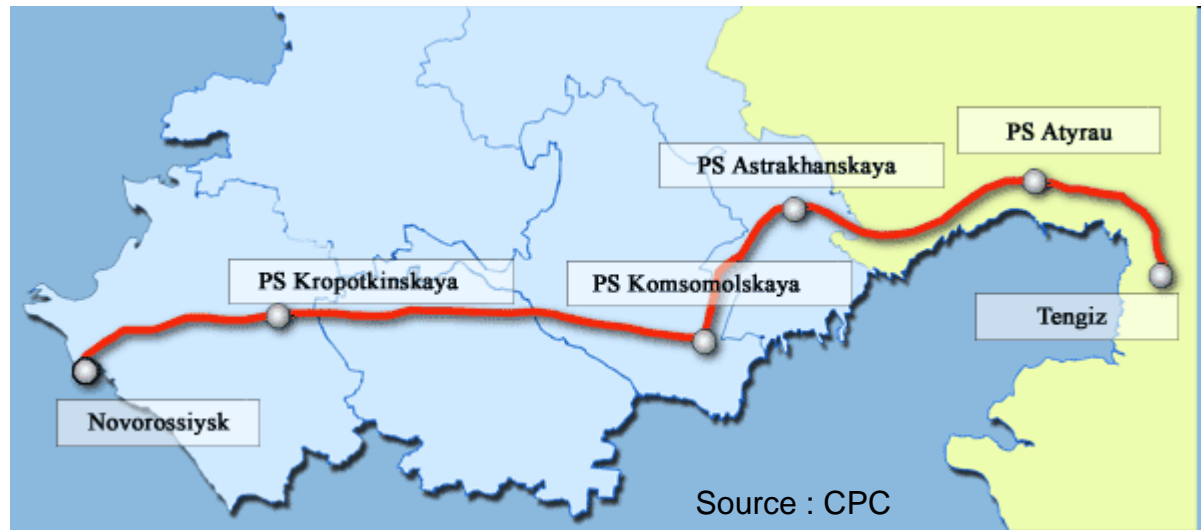 PS Atyrau
PS Astrakhanskaya
PS Kropotkinskaya
PS Komsomolskaya
Tengiz
Novorossiysk
Source : CPC